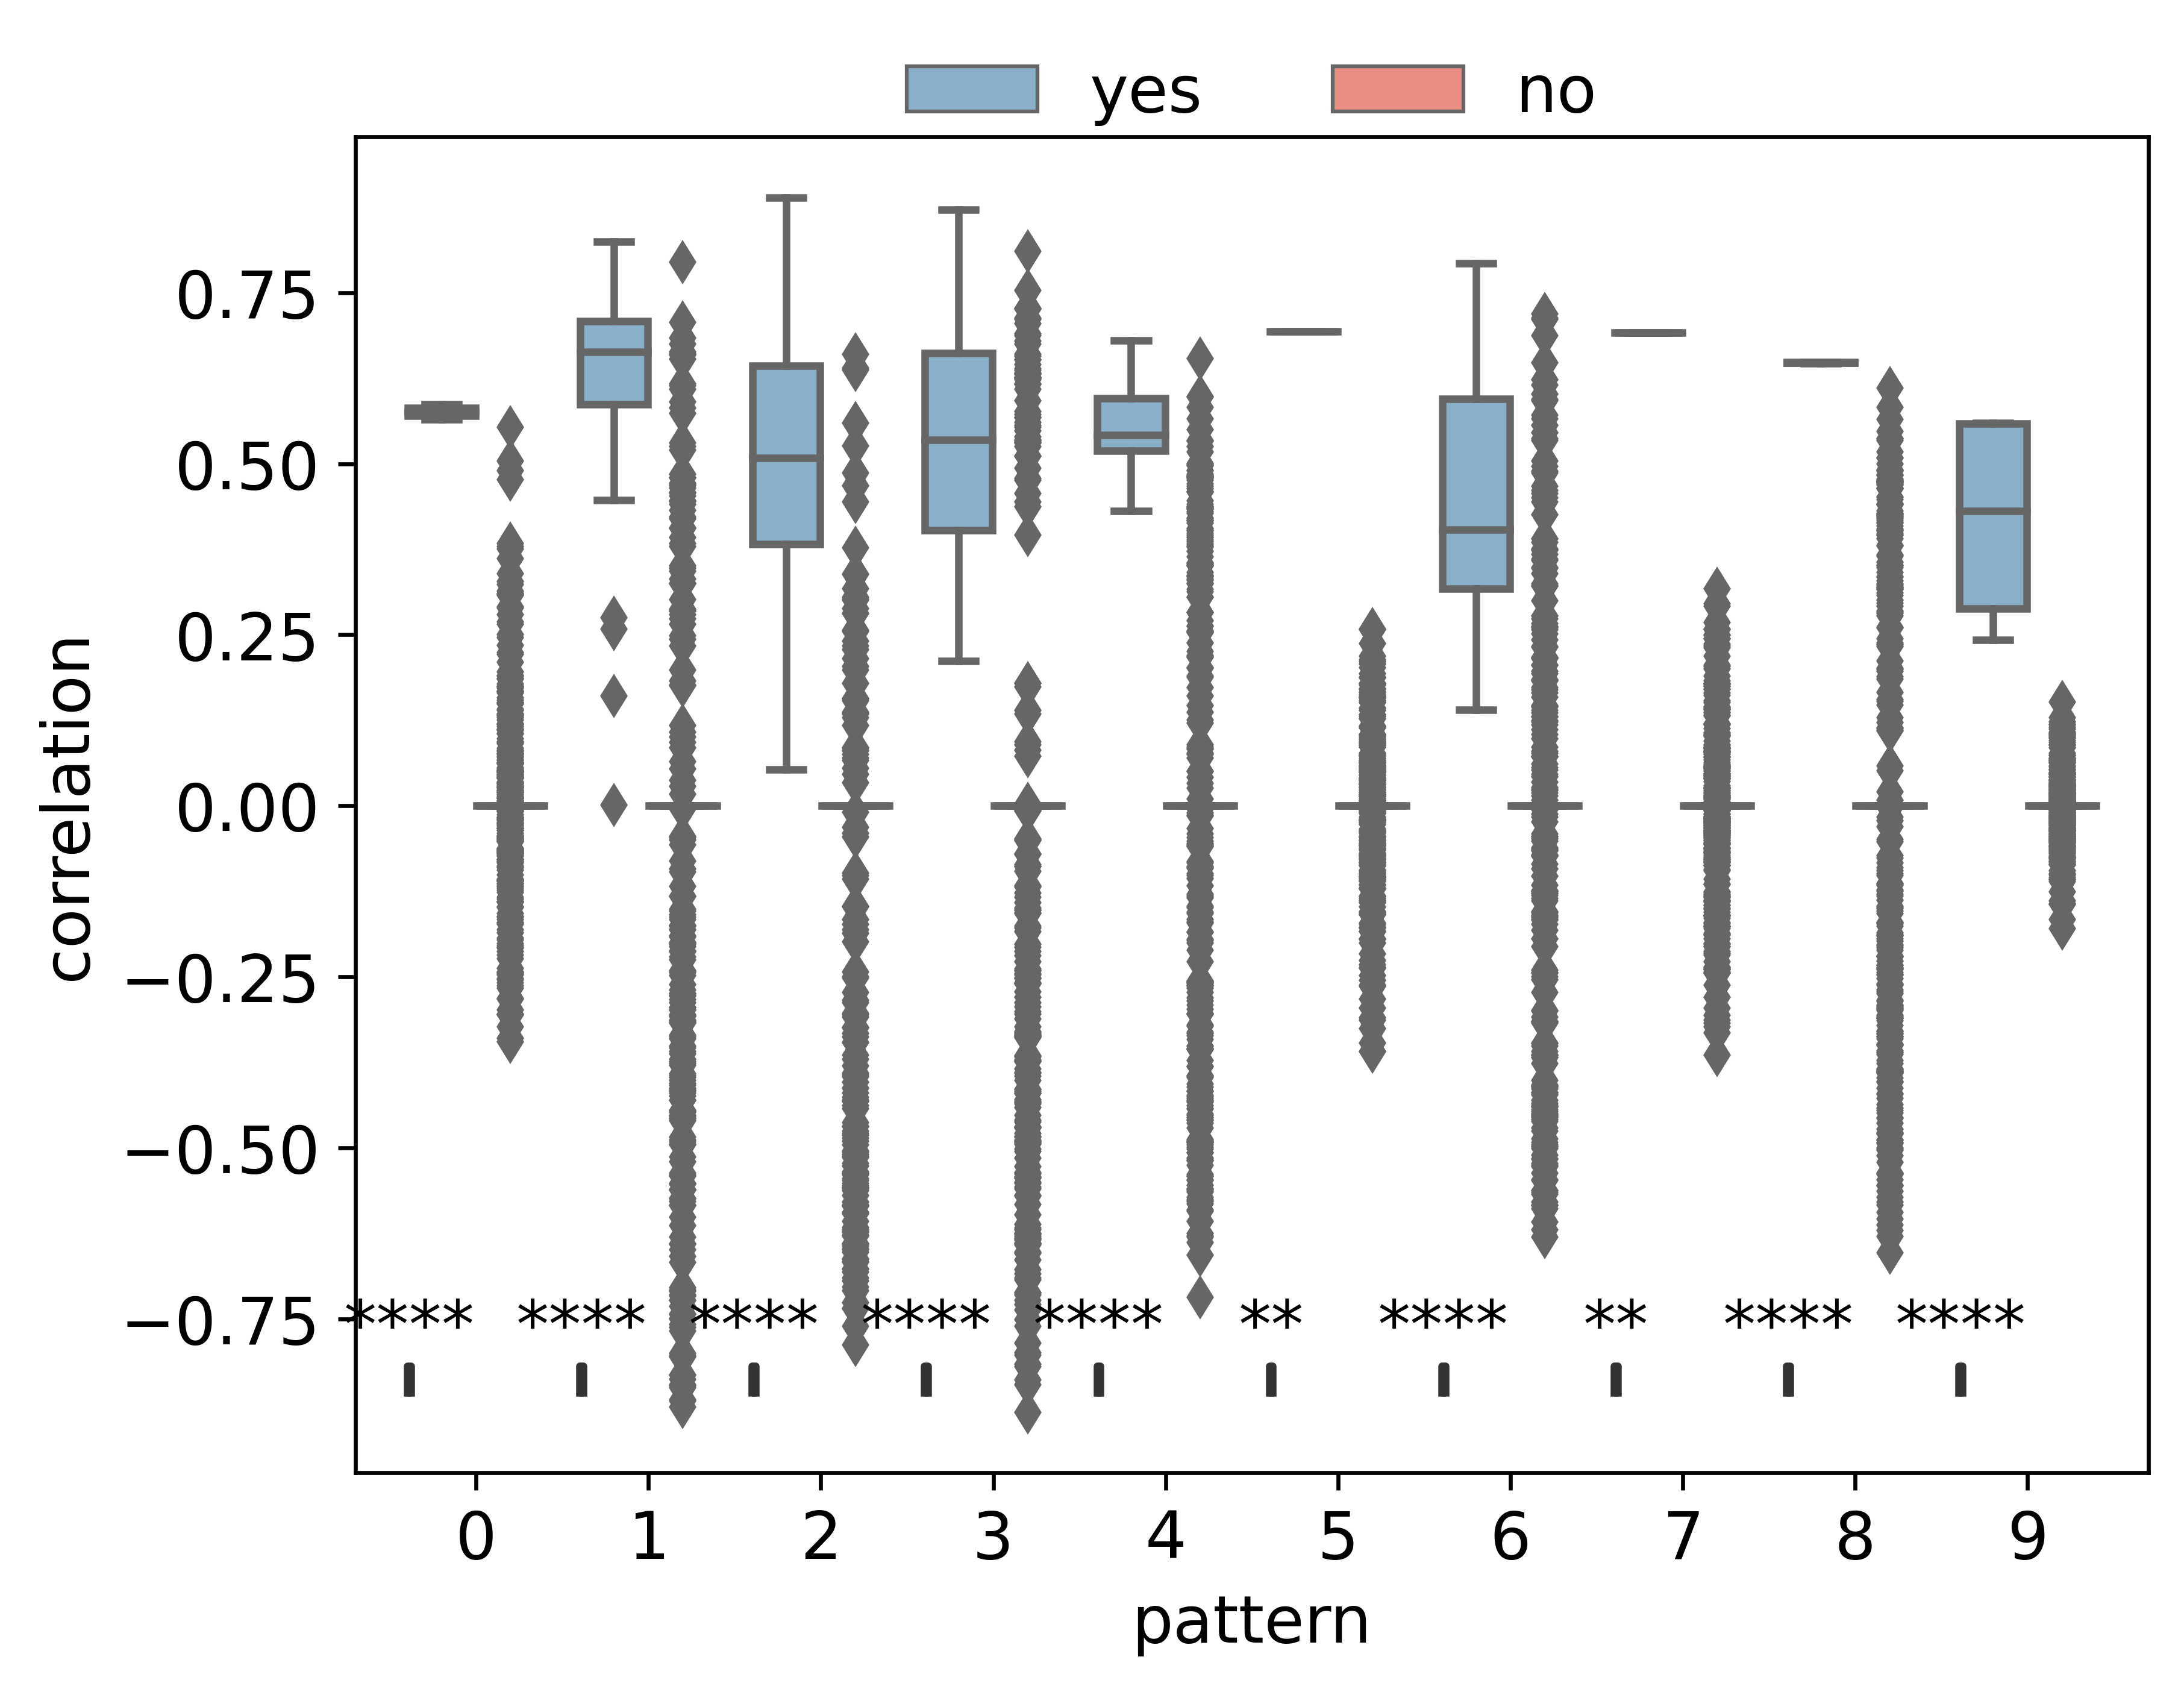 yes no
0.75
0.50
0.25
0.00
−0.25
−0.50
−0.75
correlation
**** **** **** **** **** ** **** ** **** ****
0 1 2 3 4 5 6 7 8 9
pattern